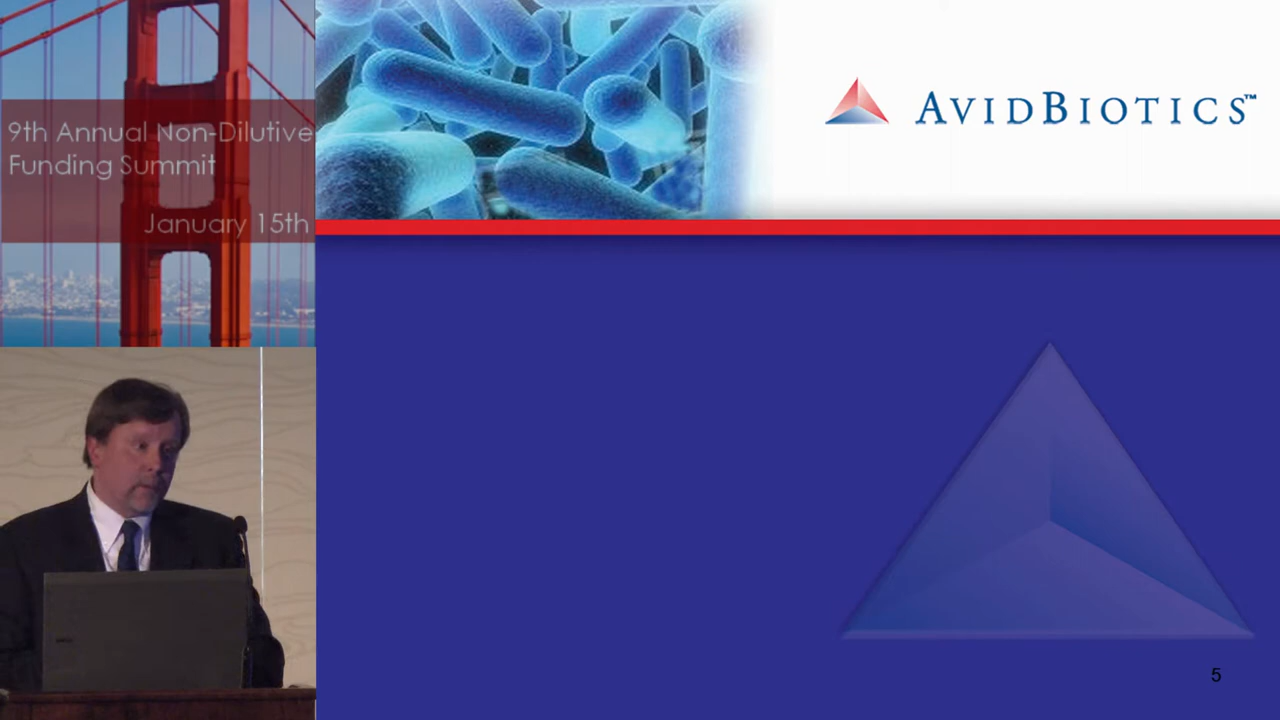 9th Annual Non-Dilutive
Funding Summit
January 15th
AVIDBIOTICS™
5